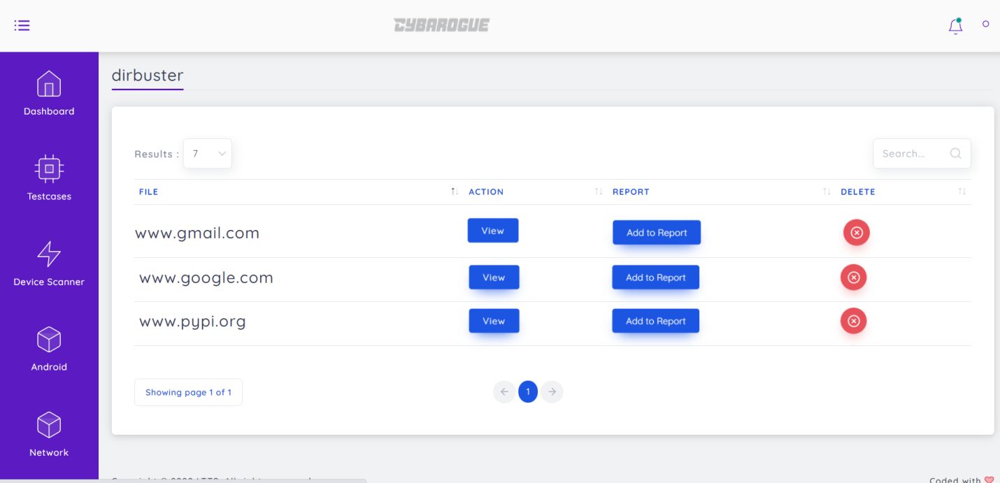 CYBAROGUE
Dashboard
Testcases
Device Scanner
Android
Network
dirbuster
Results : 7
Search...
FILE ACTION REPORT DELETE
www.gmail.com View Add to Report
www.google.com View Add to Report
www.pypi.org View Add to Report
Showing page 1 of 1
1
Coded with